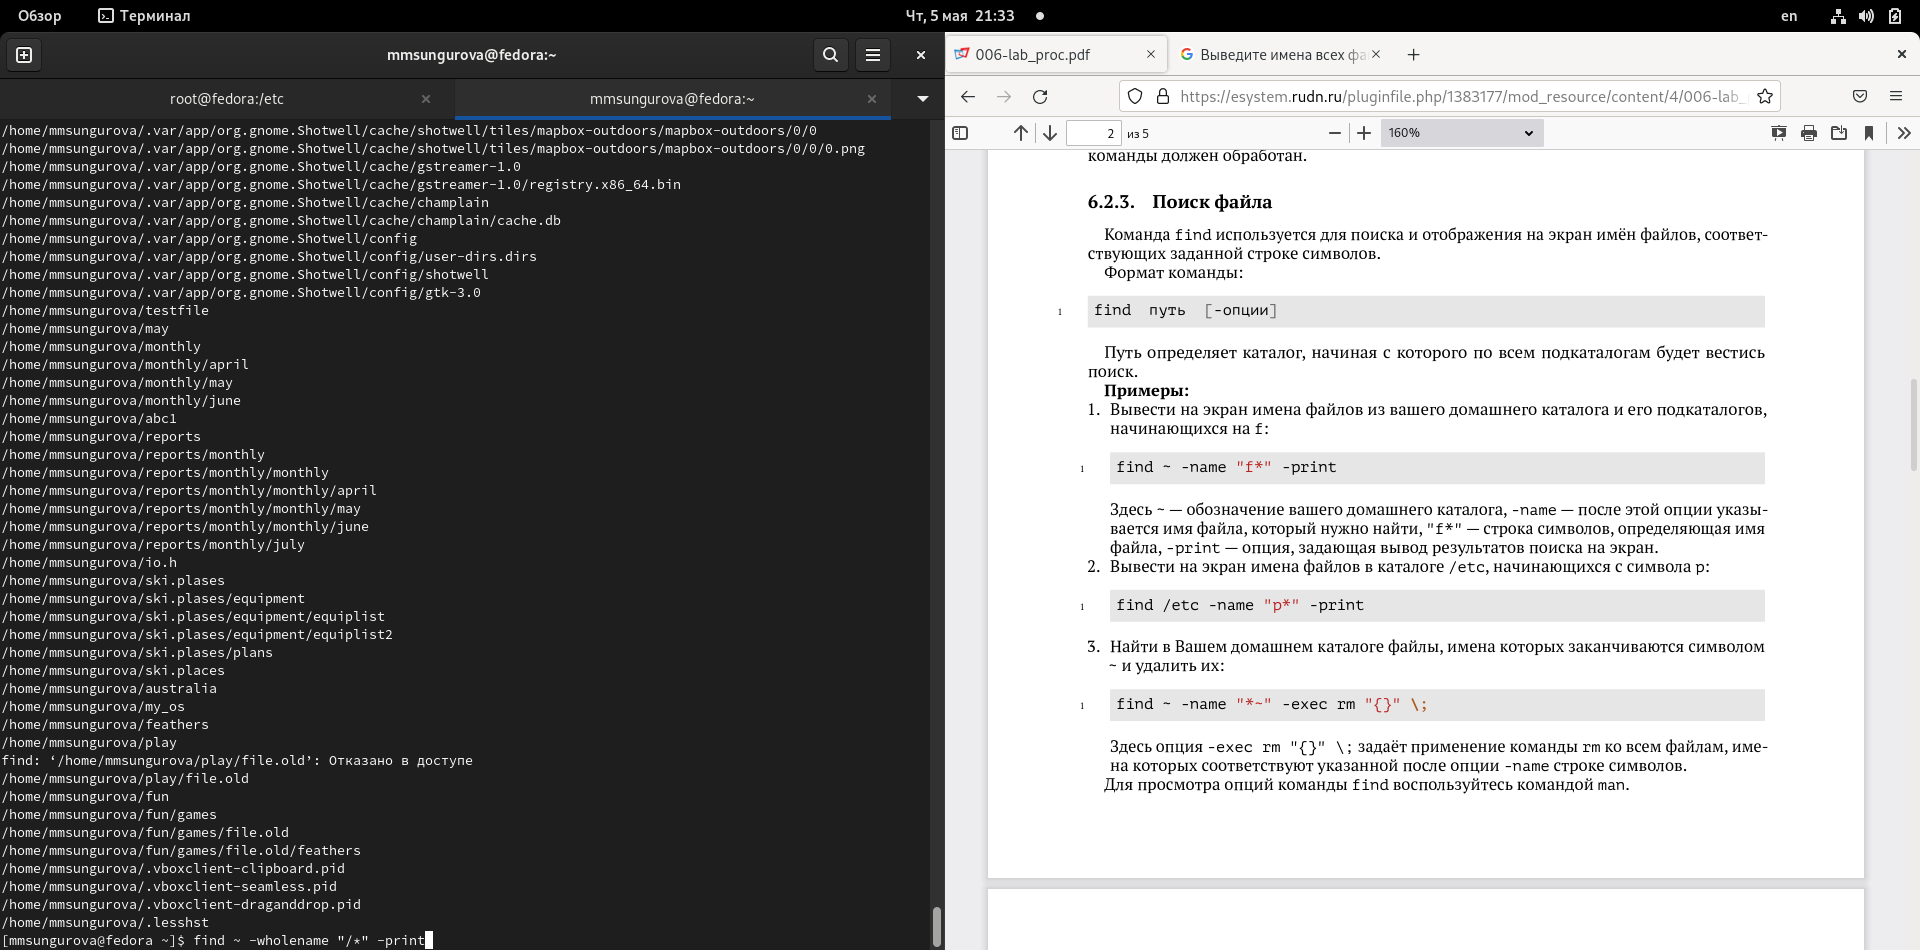 Обзор
Терминал
Чт, 5 мая 21:33
en
mmsungurova@fedora:~
root@fedora:/etc
mmsungurova@fedora:~
/home/mmsungurova/.var/app/org.gnome.Shotwell/cache/shotwell/tiles/mapbox-outdoors/mapbox-outdoors/0/0
/home/mmsungurova/.var/app/org.gnome.Shotwell/cache/shotwell/tiles/mapbox-outdoors/mapbox-outdoors/0/0/0.png
/home/mmsungurova/.var/app/org.gnome.Shotwell/cache/gstreamer-1.0
/home/mmsungurova/.var/app/org.gnome.Shotwell/cache/gstreamer-1.0/registry.x86_64.bin
/home/mmsungurova/.var/app/org.gnome.Shotwell/cache/champlain
/home/mmsungurova/.var/app/org.gnome.Shotwell/cache/champlain/cache.db
/home/mmsungurova/.var/app/org.gnome.Shotwell/config
/home/mmsungurova/.var/app/org.gnome.Shotwell/config/user-dirs.dirs
/home/mmsungurova/.var/app/org.gnome.Shotwell/config/shotwell
/home/mmsungurova/.var/app/org.gnome.Shotwell/config/gtk-3.0
/home/mmsungurova/testfile
/home/mmsungurova/may
/home/mmsungurova/monthly
/home/mmsungurova/monthly/april
/home/mmsungurova/monthly/may
/home/mmsungurova/monthly/june
/home/mmsungurova/abc1
/home/mmsungurova/reports
/home/mmsungurova/reports/monthly
/home/mmsungurova/reports/monthly/monthly
/home/mmsungurova/reports/monthly/monthly/april
/home/mmsungurova/reports/monthly/monthly/may
/home/mmsungurova/reports/monthly/monthly/june
/home/mmsungurova/reports/monthly/july
/home/mmsungurova/io.h
/home/mmsungurova/ski.plases
/home/mmsungurova/ski.plases/equipment
/home/mmsungurova/ski.plases/equipment/equiplist
/home/mmsungurova/ski.plases/equipment/equiplist2
/home/mmsungurova/ski.plases/plans
/home/mmsungurova/ski.places
/home/mmsungurova/australia
/home/mmsungurova/my_os
/home/mmsungurova/feathers
/home/mmsungurova/play
find: ‘/home/mmsungurova/play/file.old’: Отказано в доступе
/home/mmsungurova/play/file.old
/home/mmsungurova/fun
/home/mmsungurova/fun/games
/home/mmsungurova/fun/games/file.old
/home/mmsungurova/fun/games/file.old/feathers
/home/mmsungurova/.vboxclient-clipboard.pid
/home/mmsungurova/.vboxclient-seamless.pid
/home/mmsungurova/.vboxclient-draganddrop.pid
/home/mmsungurova/.lesshst
[mmsungurova@fedora ~]$ find ~ -wholename "/*" -print
006-lab_proc.pdf
Выведите имена всех фа
https://esystem.rudn.ru/pluginfile.php/1383177/mod_resource/content/4/006-lab_
2 из 5
160%
команды должен обработан.
6.2.3. Поиск файла
Команда find используется для поиска и отображения на экран имён файлов, соответ-
ствующих заданной строке символов.
Формат команды:
1 find путь [-опции]
Путь определяет каталог, начиная с которого по всем подкаталогам будет вестись
поиск.
Примеры:
1. Вывести на экран имена файлов из вашего домашнего каталога и его подкаталогов,
начинающихся на f:
1 find ~ -name "f*" -print
Здесь ~ — обозначение вашего домашнего каталога, -name — после этой опции указы-
вается имя файла, который нужно найти, "f*" — строка символов, определяющая имя
файла, -print — опция, задающая вывод результатов поиска на экран.
2. Вывести на экран имена файлов в каталоге /etc, начинающихся с символа p:
1 find /etc -name "p*" -print
3. Найти в Вашем домашнем каталоге файлы, имена которых заканчиваются символом
~ и удалить их:
1 find ~ -name "*~" -exec rm "{}" \;
Здесь опция -exec rm "{}" \; задаёт применение команды rm ко всем файлам, име-
на которых соответствуют указанной после опции -name строке символов.
Для просмотра опций команды find воспользуйтесь командой man.